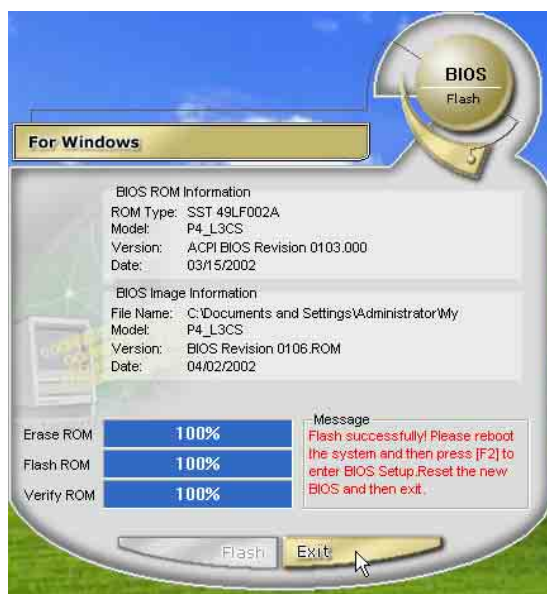 BIOS
Flash
For Windows
BIOS ROM Information
ROM Type: SST 49LF002A
Model: P4_L3CS
Version: ACPI BIOS Revision 0103.000
Date: 03/15/2002
BIOS Image Information
File Name: C:\Documents and Settings\Administrator\My
Model: P4_L3CS
Version: BIOS Revision 0106.ROM
Date: 04/02/2002
Erase ROM 100%
Flash ROM 100%
Verify ROM 100%
Message
Flash successfully! Please reboot
the system and then press [F2] to
enter BIOS Setup.Reset the new
BIOS and then exit.
Flash
Exit